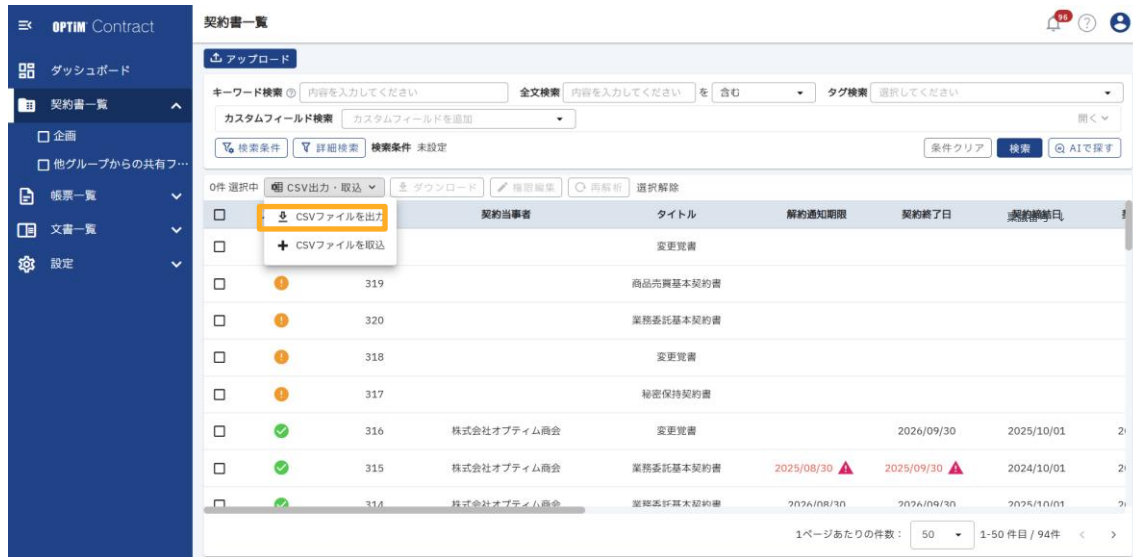 OPTiM Contract
契約書一覧
96
ダッシュボード
契約書一覧
企画
他グループからの共有フ…
帳票一覧
文書一覧
設定
アップロード
キーワード検索 内容を入力してください 全文検索 内容を入力してください を 含む タグ検索 選択してください
カスタムフィールド検索 カスタムフィールドを追加 開く
検索条件 詳細検索 検索条件 未設定 条件クリア 検索 AIで探す
0件 選択中 CSV出力・取込 ダウンロード 権限編集 再解析 選択解除
CSVファイルを出力
CSVファイルを取込
契約当事者 タイトル 解約通知期限 契約終了日
変更覚書
319 商品売買基本契約書
320 業務委託基本契約書
318 変更覚書
317 秘密保持契約書
316 株式会社オプティム商会 変更覚書 2026/09/30 2025/10/01
315 株式会社オプティム商会 業務委託基本契約書 2025/08/30 2025/09/30 2024/10/01
314 株式会社オプティム商会 業務委託基本契約書 2026/08/30 2026/09/30 2025/10/01
1ページあたりの件数： 50 1-50 件目 / 94件